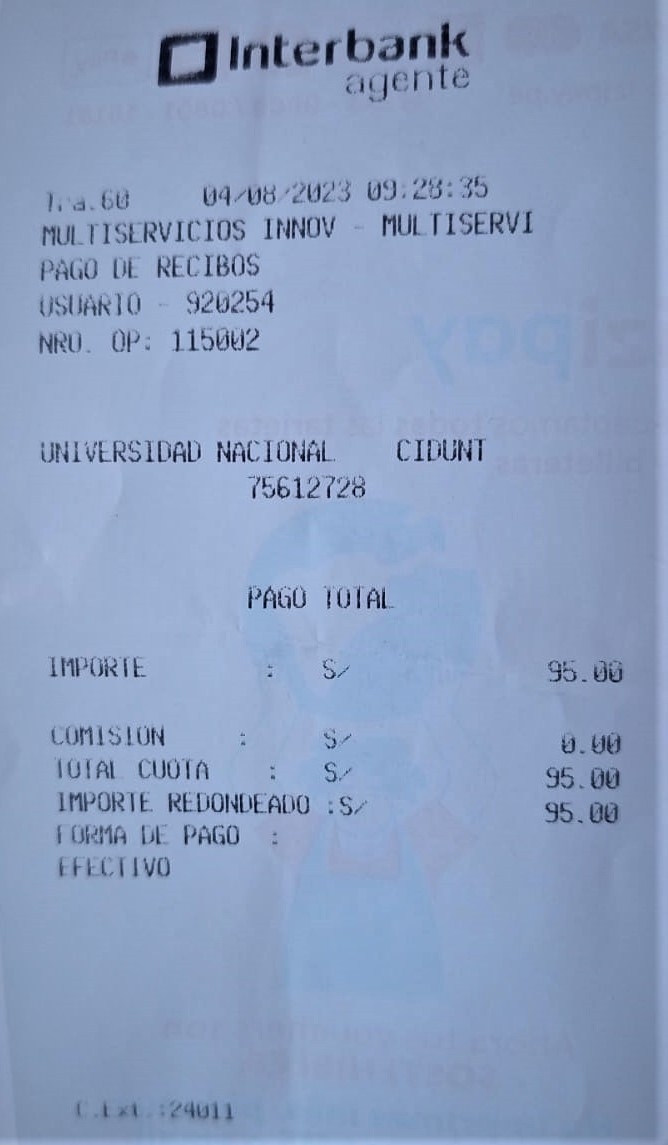 Interbank
agente
Tra.60 04/08/2023 09:28:35
MULTISERVICIOS INNOV - MULTISERVI
PAGO DE RECIBOS
USUARIO - 920254
NRO. OP: 115002
UNIVERSIDAD NACIONAL CIDUNT
75612728
PAGO TOTAL
IMPORTE : S/ 95.00
COMISION : S/ 0.00
TOTAL CUOTA : S/ 95.00
IMPORTE REDONDEADO :S/ 95.00
FORMA DE PAGO :
EFECTIVO
C.Ext.:24011